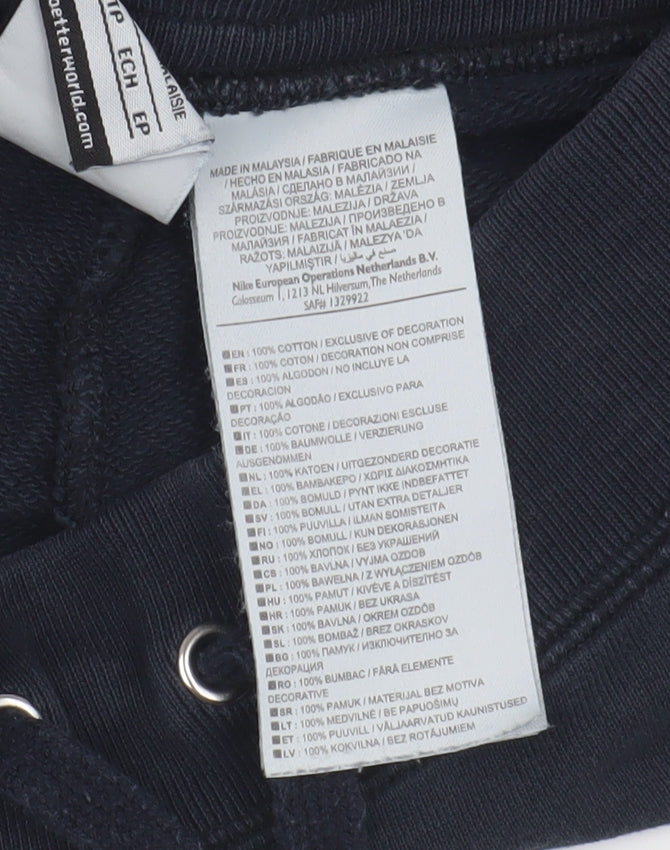 TP ECH EP
ALAISIE
betterworld.com
MADE IN MALAYSIA / FABRIQUE EN MALAISIE
/ HECHO EN MALASIA / FABRICADO NA
MALÁSIA / СДЕЛАНО В МАЛАЙЗИИ /
SZÁRMAZÁSI ORSZÁG: MALÉZIA / ZEMLJA
PROIZVODNJE: MALEZIJA / DRŽAVA
PROIZVODNJE: MALEZIJA / ПРОИЗВЕДЕНО В
МАЛАЙЗИЯ / FABRICAT ÎN MALAEZIA /
RAŽOTS: MALAIZIJĀ / MALEZYA 'DA
YAPILMIŞTIR / صنع في ماليزيا
Nike European Operations Netherlands B.V.
Colosseum 1, 1213 NL Hilversum, The Netherlands
SAF# 1329922
EN : 100% COTTON / EXCLUSIVE OF DECORATION
FR : 100% COTON / DECORATION NON COMPRISE
ES : 100% ALGODON / NO INCLUYE LA
DECORACION
PT : 100% ALGODÃO / EXCLUSIVO PARA
DECORAÇÃO
IT : 100% COTONE / DECORAZIONI ESCLUSE
DE : 100% BAUMWOLLE / VERZIERUNG
AUSGENOMMEN
NL : 100% KATOEN / UITGEZONDERD DECORATIE
EL : 100% ΒΑΜΒΑΚΕΡΟ / ΧΩΡΙΣ ΔΙΑΚΟΣΜΗΤΙΚΑ
DA : 100% BOMULD / PYNT IKKE INDBEFATTET
SV : 100% BOMULL / UTAN EXTRA DETALJER
FI : 100% PUUVILLA / ILMAN SOMISTEITA
NO : 100% BOMULL / KUN DEKORASJONEN
RU : 100% ХЛОПОК / БЕЗ УКРАШЕНИЙ
CS : 100% BAVLNA / VYJMA OZDOB
PL : 100% BAWEŁNA / Z WYŁĄCZENIEM OZDÓB
HU : 100% PAMUT / KIVÉVE A DÍSZÍTÉST
HR : 100% PAMUK / BEZ UKRASA
SK : 100% BAVLNA / OKREM OZDÔB
SL : 100% BOMBAŽ / BREZ OKRASKOV
BG : 100% ПАМУК / ИЗКЛЮЧИТЕЛНО ЗА
ДЕКОРАЦИЯ
RO : 100% BUMBAC / FĂRĂ ELEMENTE
DECORATIVE
SR : 100% PAMUK / MATERIJAL BEZ MOTIVA
LT : 100% MEDVILNĖ / BE PAPUOŠIMŲ
ET : 100% PUUVILL / VÄLJAARVATUD KAUNISTUSED
LV : 100% KOKVILNA / BEZ ROTĀJUMIEM